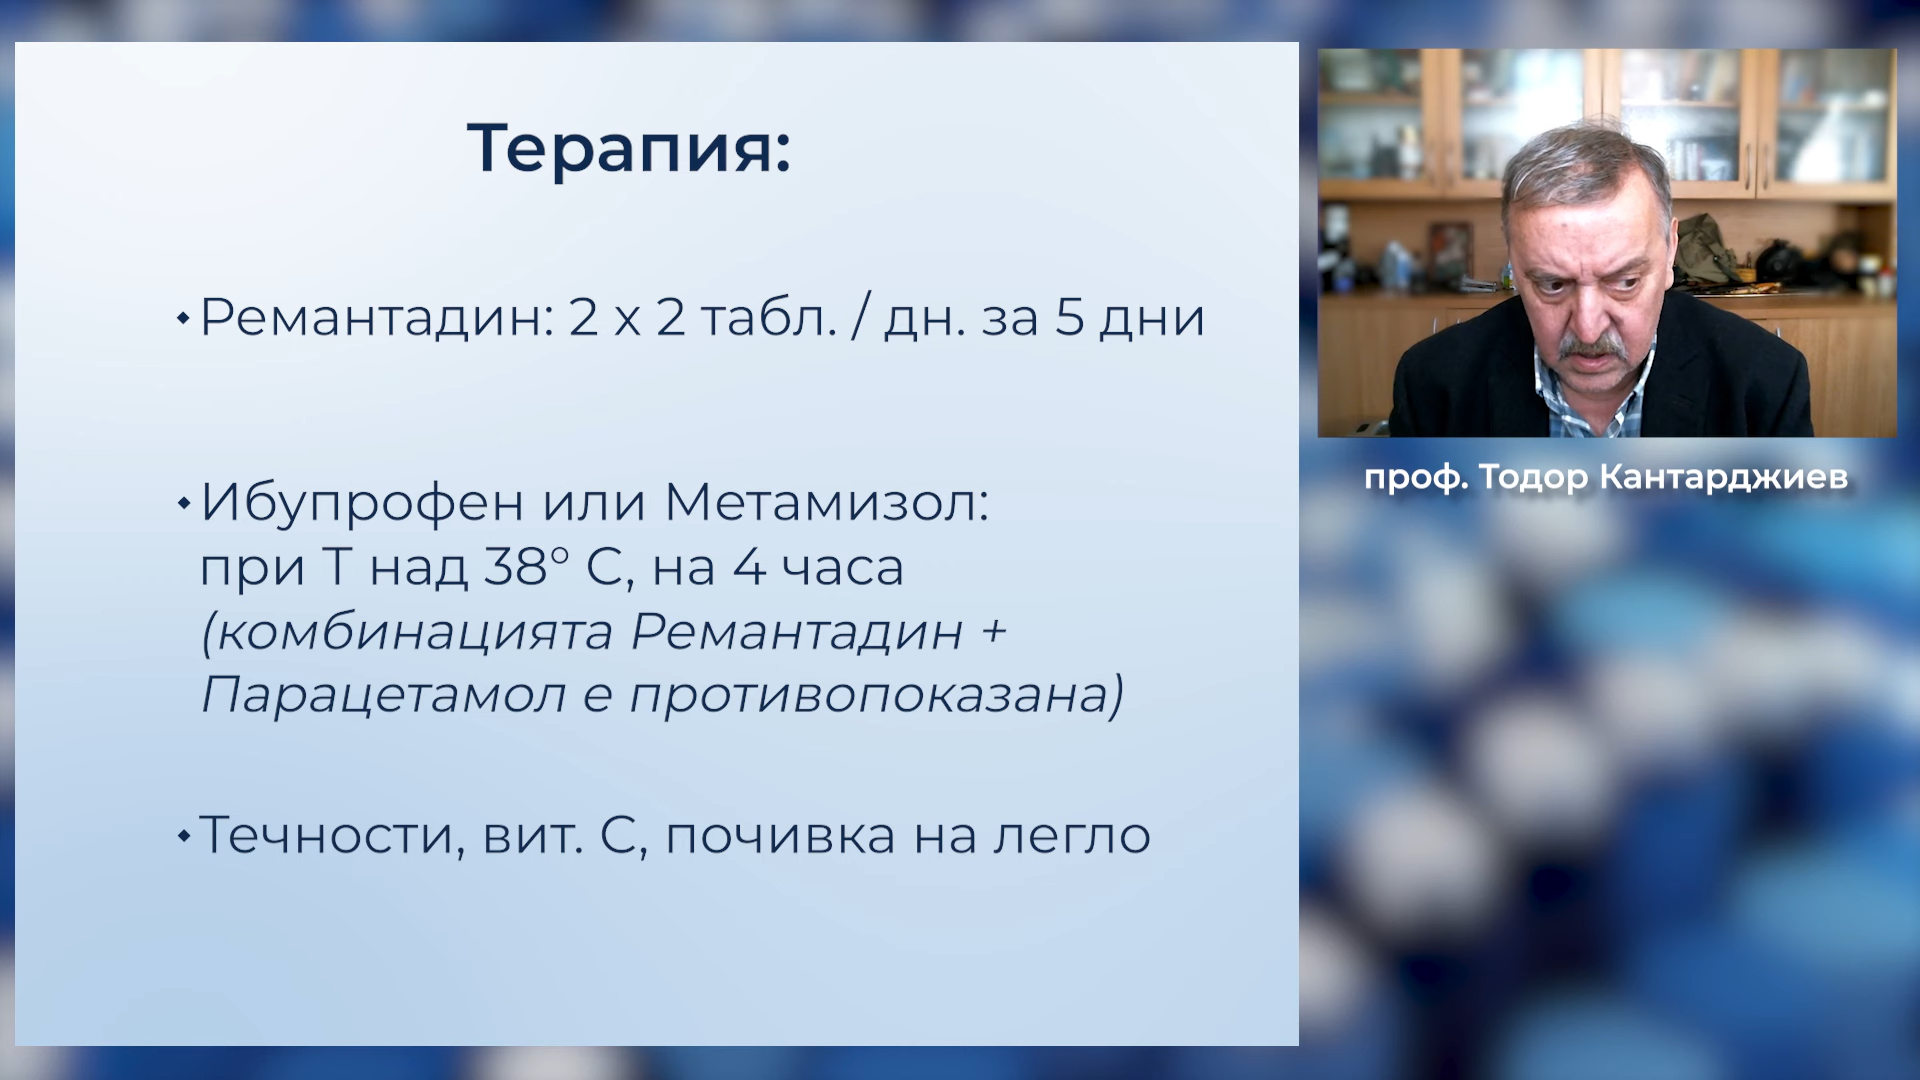 Терапия:
• Ремантадин: 2 х 2 табл. / дн. за 5 дни
• Ибупрофен или Метамизол:
при Т над 38° С, на 4 часа
(комбинацията Ремантадин +
Парацетамол е противопоказана)
• Течности, вит. С, почивка на легло
проф. Тодор Кантарджиев